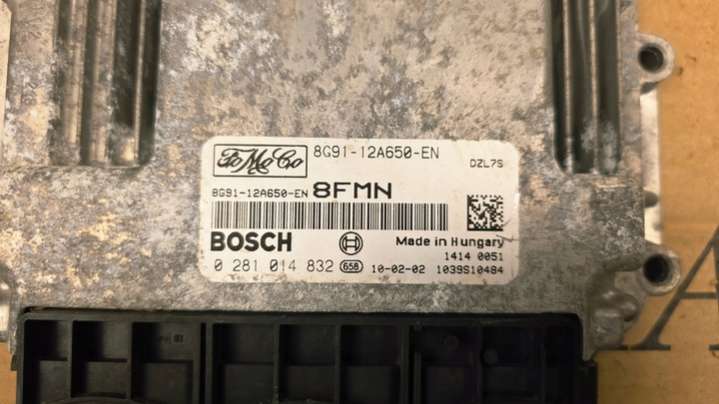 FoMoCo 8G91-12A650-EN DZL7S
8G91-12A650-EN 8FMN
BOSCH Made in Hungary
1414 0051
0 281 014 832 658 10-02-02 1039S10484